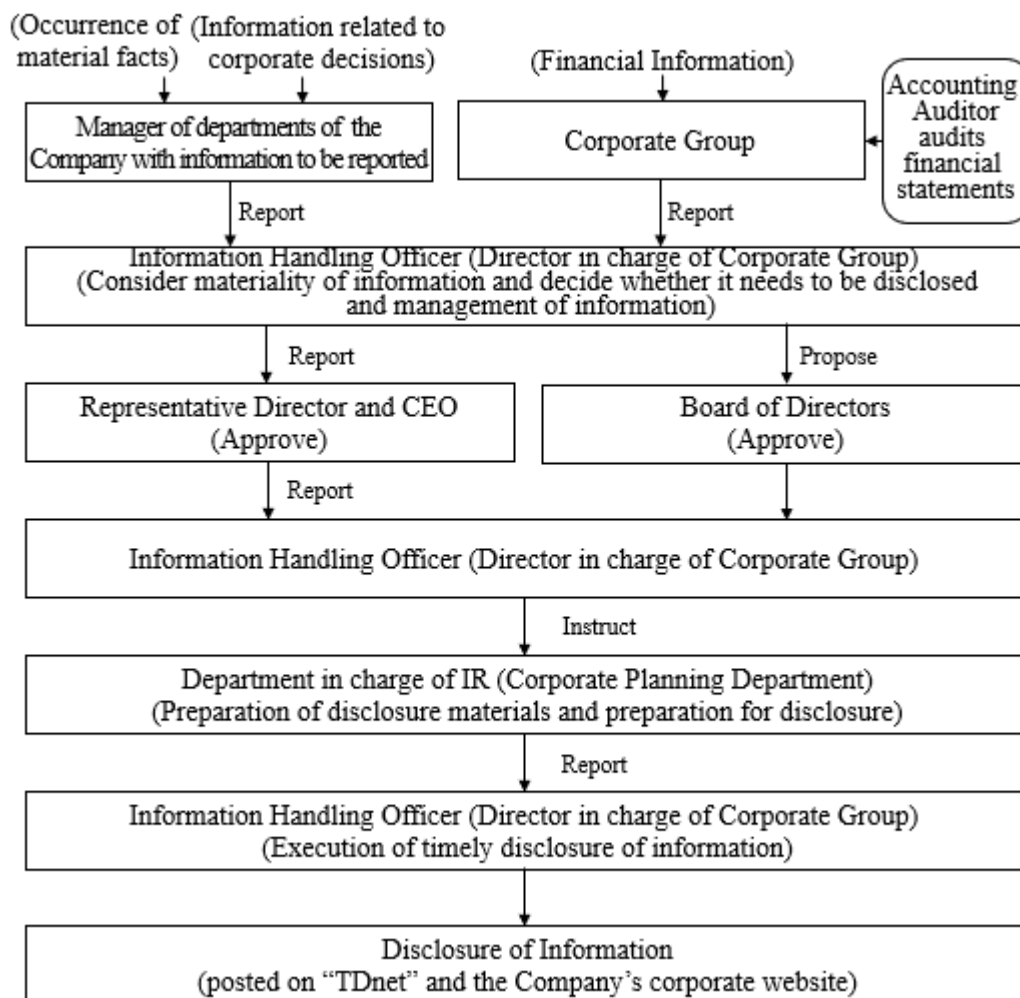 (Occurrence of
material facts)
(Information related to
corporate decisions)
(Financial Information)
Accounting
Auditor
audits
financial
statements
Manager of departments of the
Company with information to be reported
Corporate Group
Report
Report
Information Handling Officer (Director in charge of Corporate Group)
(Consider materiality of information and decide whether it needs to be disclosed
and management of information)
Report
Propose
Representative Director and CEO
(Approve)
Board of Directors
(Approve)
Report
Information Handling Officer (Director in charge of Corporate Group)
Instruct
Department in charge of IR (Corporate Planning Department)
(Preparation of disclosure materials and preparation for disclosure)
Report
Information Handling Officer (Director in charge of Corporate Group)
(Execution of timely disclosure of information)
Disclosure of Information
(posted on “TDnet” and the Company’s corporate website)